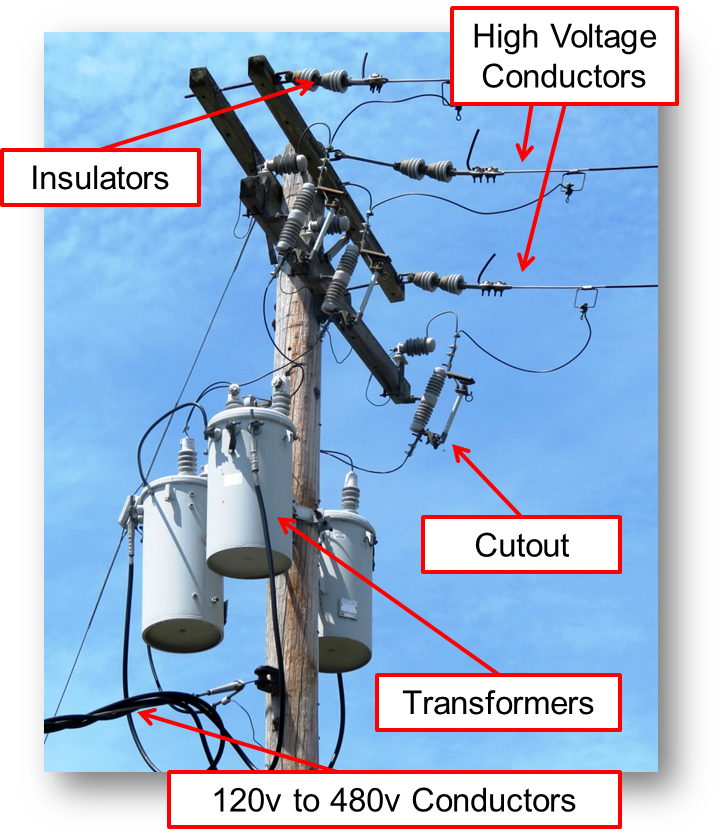 High Voltage
Conductors
Insulators
Cutout
Transformers
120v to 480v Conductors